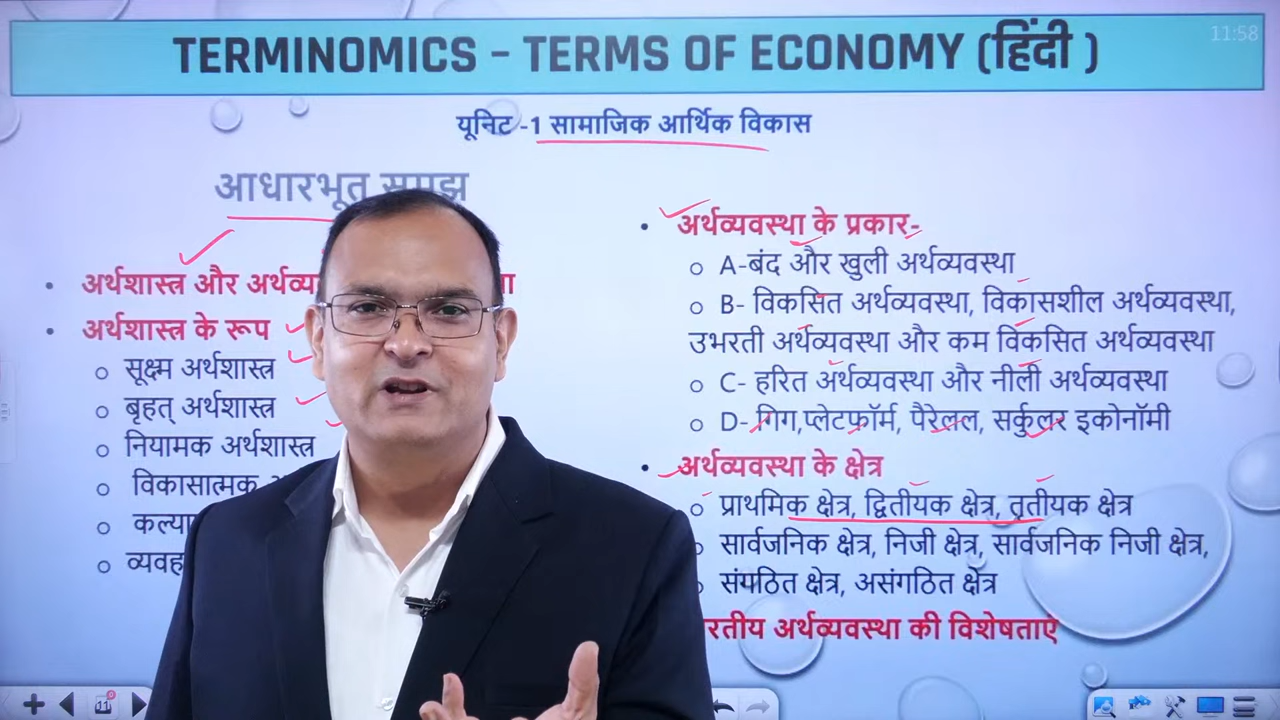 TERMINOMICS – TERMS OF ECONOMY (हिंदी )
11:58
यूनिट -1 सामाजिक आर्थिक विकास
आधारभूत समझ
• अर्थशास्त्र और
• अर्थशास्त्र के रूप
o सूक्ष्म अर्थशास्त्र
o बृहत् अर्थशास्त्र
o नियामक अर्थशास्त्र
o विकासात्मक
o
o
• अर्थव्यवस्था के प्रकार-
o A-बंद और खुली अर्थव्यवस्था
o B- विकसित अर्थव्यवस्था, विकासशील अर्थव्यवस्था,
उभरती अर्थव्यवस्था और कम विकसित अर्थव्यवस्था
o C- हरित अर्थव्यवस्था और नीली अर्थव्यवस्था
o D- गिग,प्लेटफ़ॉर्म, पैरेलल, सर्कुलर इकोनॉमी
• अर्थव्यवस्था के क्षेत्र
o प्राथमिक क्षेत्र, द्वितीयक क्षेत्र, तृतीयक क्षेत्र
o सार्वजनिक क्षेत्र, निजी क्षेत्र, सार्वजनिक निजी क्षेत्र,
o संगठित क्षेत्र, असंगठित क्षेत्र
अर्थव्यवस्था की विशेषताएं
11